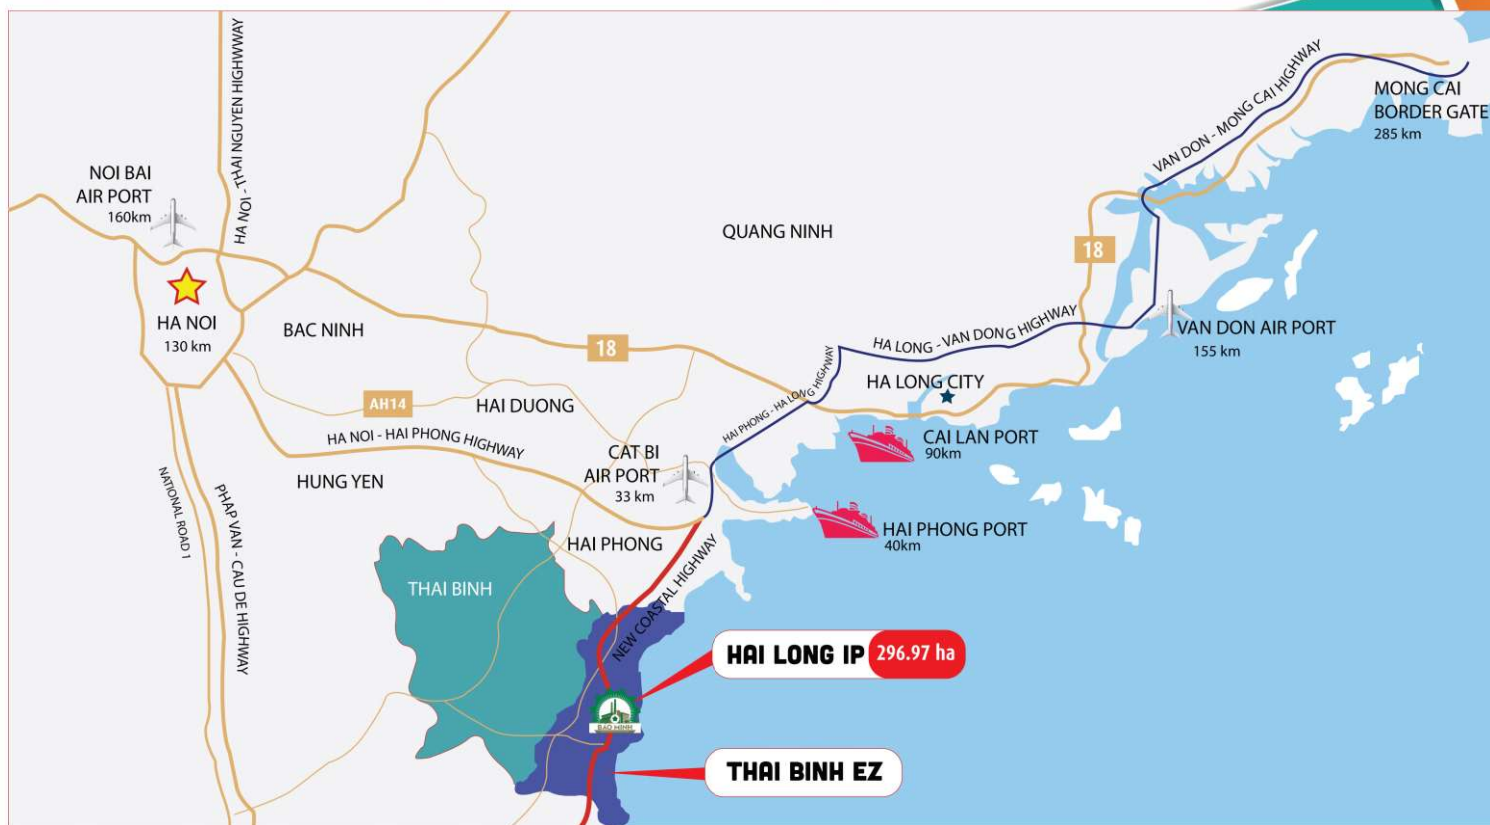 HA NOI - THAI NGUYEN HIGHWWAY
VAN DON - MONG CAI HIGHWAY
MONG CAI
BORDER GATE
285 km
NOI BAI
AIR PORT
160km
QUANG NINH
18
HA NOI
130 km
BAC NINH
18
HA LONG - VAN DONG HIGHWAY
VAN DON AIR PORT
155 km
HAI PHONG - HA LONG HIGHWAY
HA LONG CITY
AH14
HAI DUONG
HA NOI - HAI PHONG HIGHWAY
CAT BI
AIR PORT
33 km
CAI LAN PORT
90km
HUNG YEN
NATIONAL ROAD 1
PHAP VAN - CAU DE HIGHWAY
HAI PHONG PORT
40km
HAI PHONG
THAI BINH
NEW COASTAL HIGHWAY
HAI LONG IP
296.97 ha
BAO MINH
THAI BINH EZ